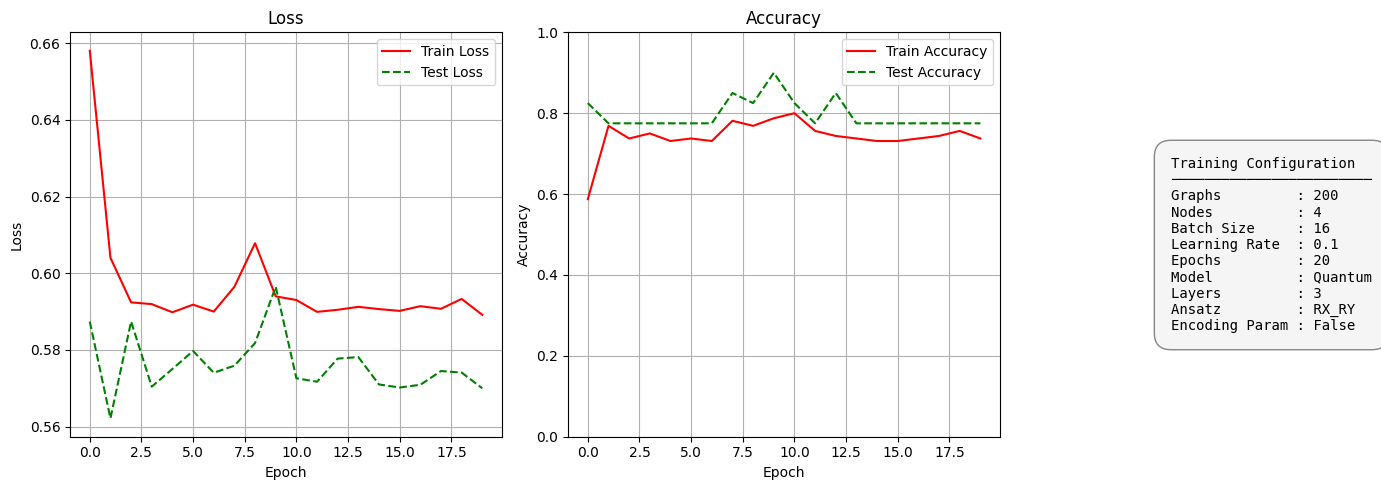 Loss
0.66
0.64
0.62
0.60
0.58
0.56
Loss
Train Loss
Test Loss
0.0 2.5 5.0 7.5 10.0 12.5 15.0 17.5
Epoch
Accuracy
1.0
0.8
0.6
0.4
0.2
0.0
Accuracy
Train Accuracy
Test Accuracy
0.0 2.5 5.0 7.5 10.0 12.5 15.0 17.5
Epoch
Training Configuration
Graphs : 200
Nodes : 4
Batch Size : 16
Learning Rate : 0.1
Epochs : 20
Model : Quantum
Layers : 3
Ansatz : RX_RY
Encoding Param : False